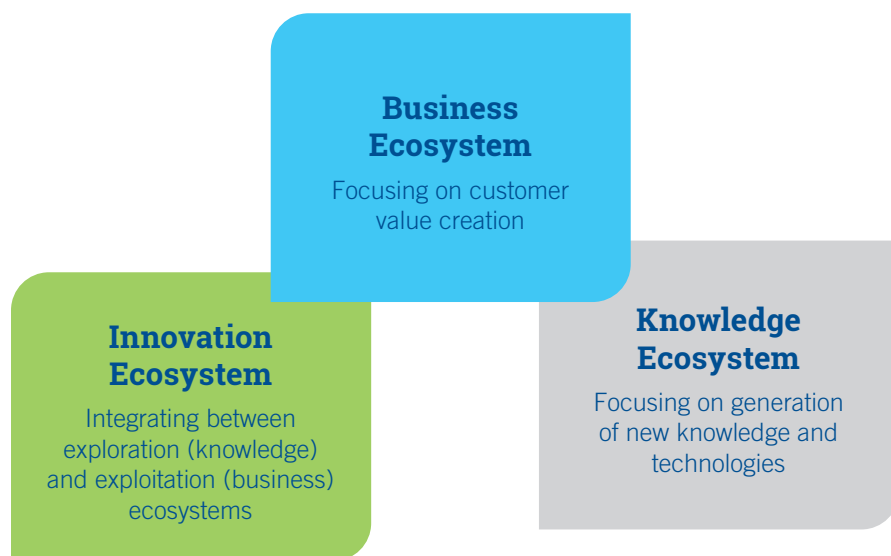 Business
Ecosystem
Focusing on customer
value creation
Innovation
Ecosystem
Integrating between
exploration (knowledge)
and exploitation (business)
ecosystems
Knowledge
Ecosystem
Focusing on generation
of new knowledge and
technologies